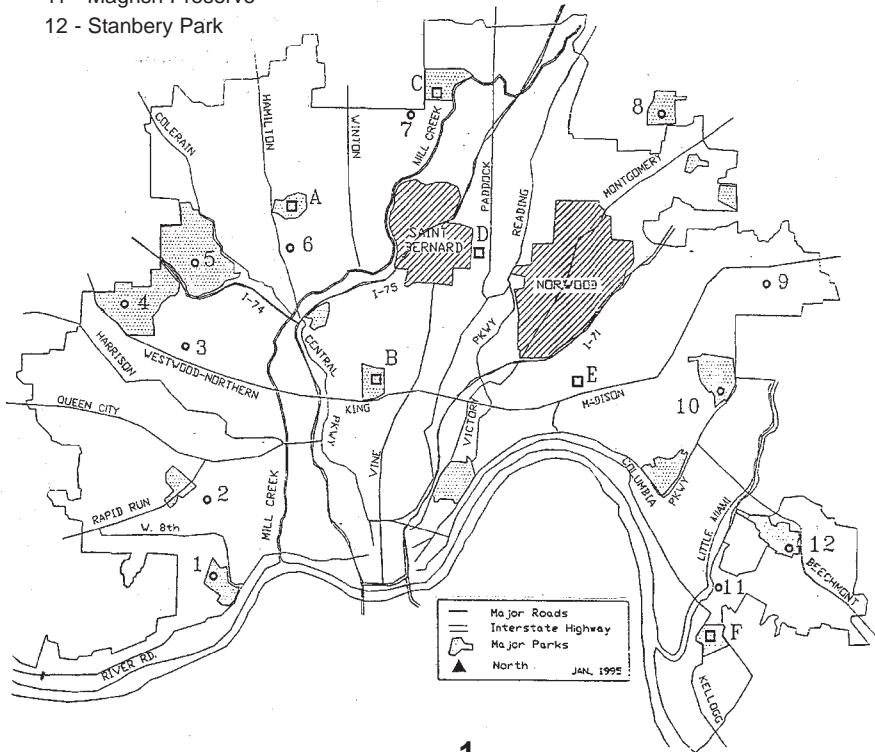 11 - Magrish Preserve
12 - Stanbery Park
COLERAIN
HAMILTON
WINTON
C
7
MILL CREEK
PADDOCK
READING
8
MONTGOMERY
A
6
5
SAINT
BERNARD
D
NORWOOD
9
4
I-74
I-75
I-71
3
HARRISON
WESTWOOD-NORTHERN
CENTRAL
PKWY
B
KING
PKWY
VICTORY
E
MADISON
10
QUEEN CITY
VINE
COLUMBIA
PKWY
RAPID RUN
2
W. 8th
MILL CREEK
LITTLE MIAMI
12
BEECHMONT
1
11
RIVER RD.
F
KELLOGG
Major Roads
Interstate Highway
Major Parks
North
JAN, 1995
1